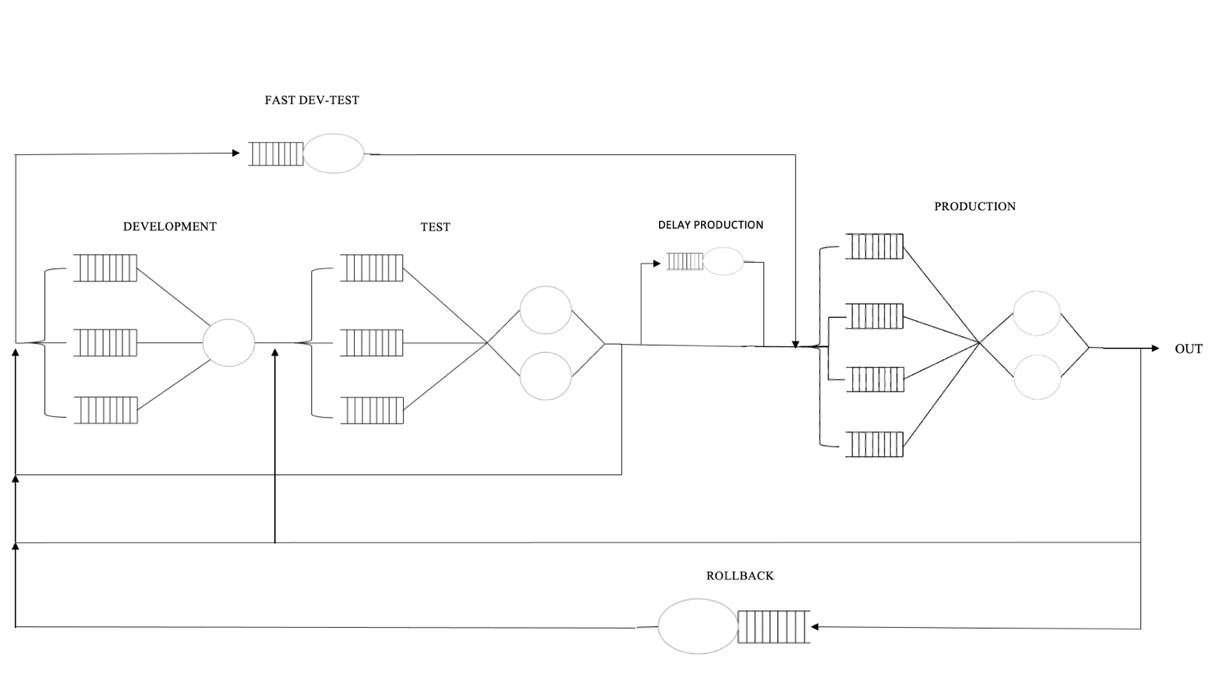 FAST DEV-TEST
DEVELOPMENT
TEST
DELAY PRODUCTION
PRODUCTION
OUT
ROLLBACK